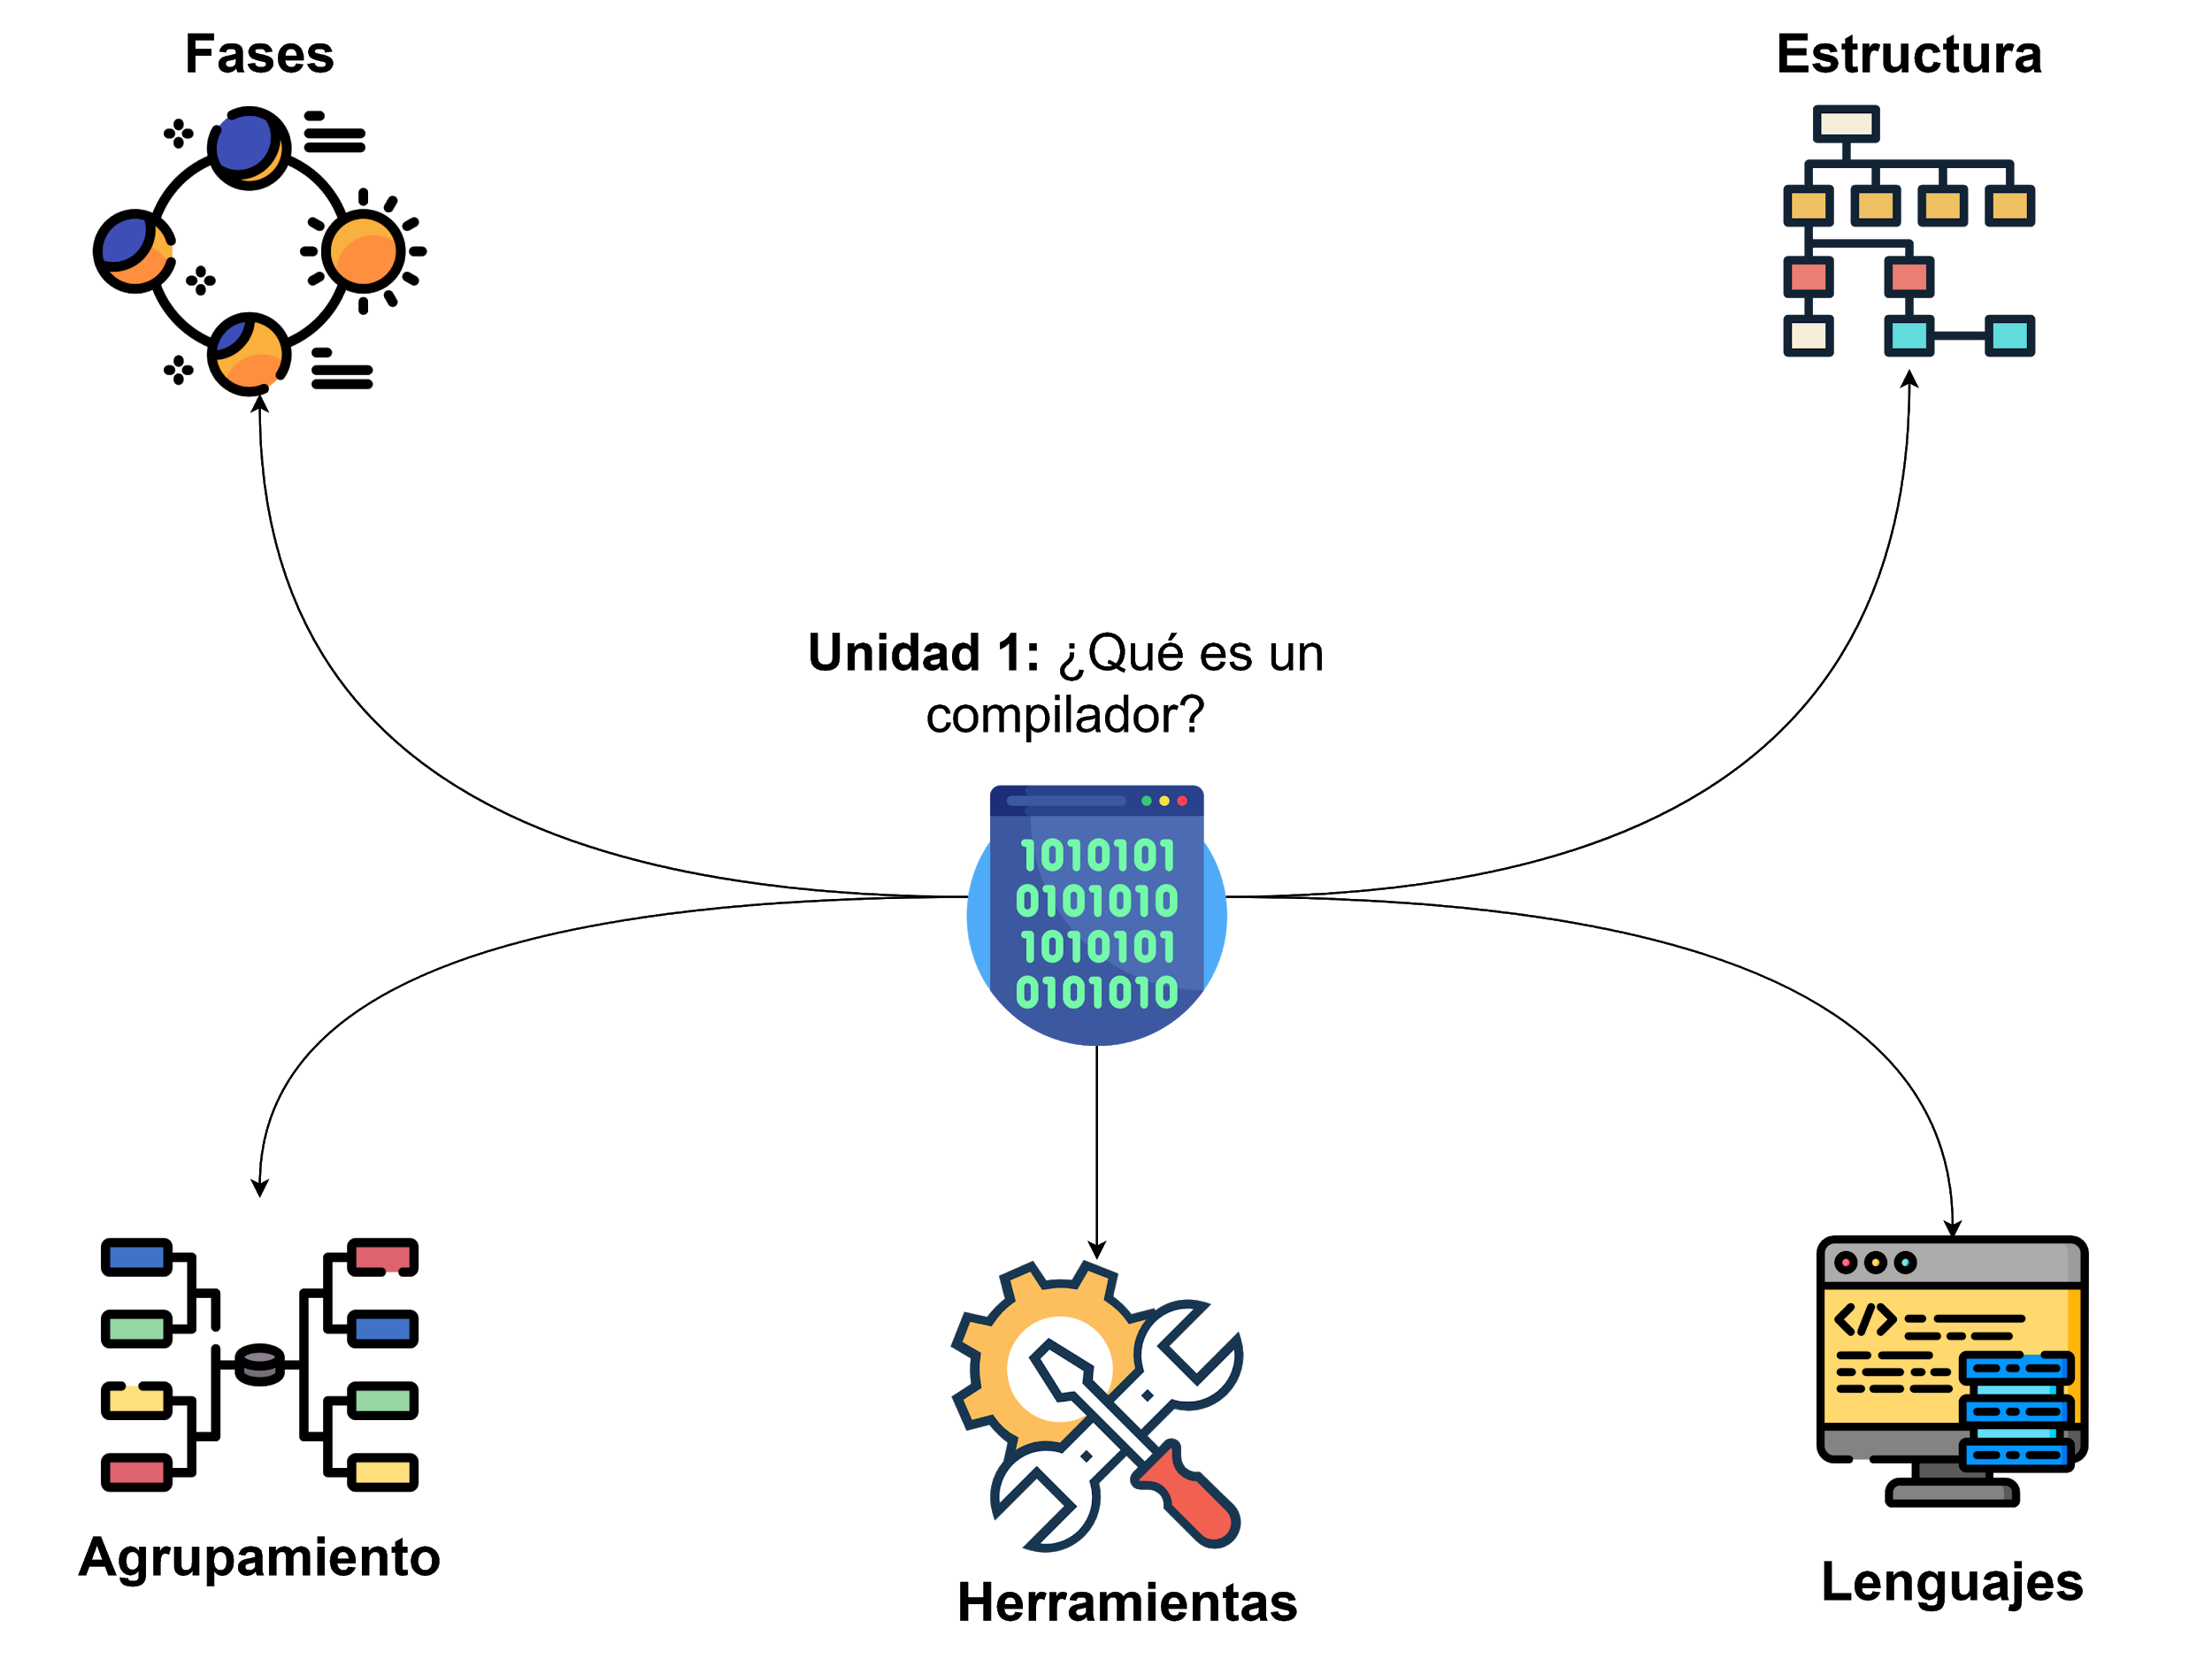 Fases
Estructura
Unidad 1: ¿Qué es un
compilador?
1010101
0101010
1010101
0101010
</>
Agrupamiento
Herramientas
Lenguajes